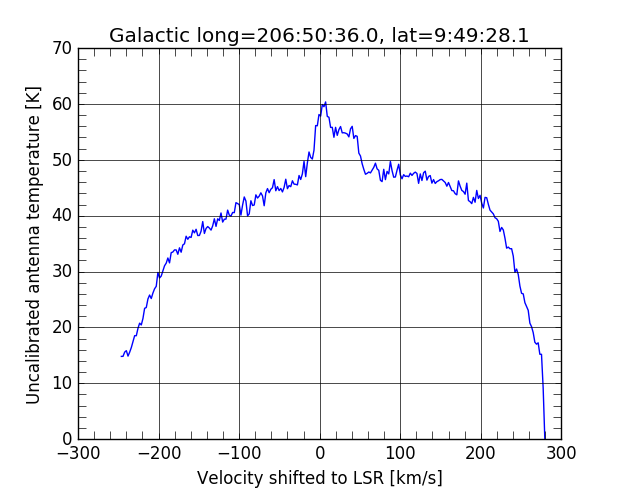 Galactic long=206:50:36.0, lat=9:49:28.1
Uncalibrated antenna temperature [K]
70
60
50
40
30
20
10
0
−300 −200 −100 0 100 200 300
Velocity shifted to LSR [km/s]